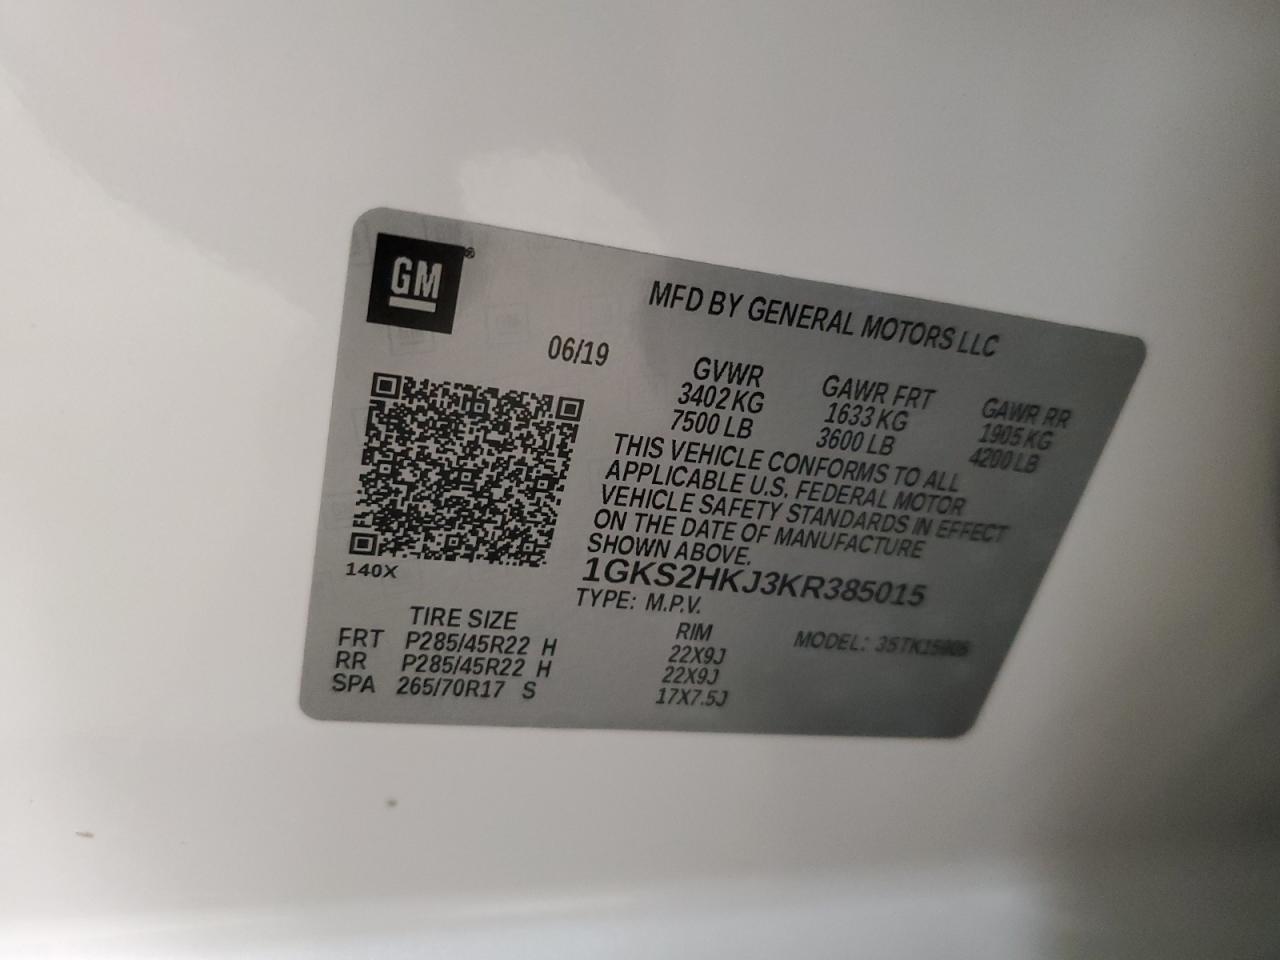 GM®
MFD BY GENERAL MOTORS LLC
06/19
GVWR GAWR FRT GAWR RR
3402 KG 1633 KG 1905 KG
7500 LB 3600 LB 4200 LB
THIS VEHICLE CONFORMS TO ALL
APPLICABLE U.S. FEDERAL MOTOR
VEHICLE SAFETY STANDARDS IN EFFECT
ON THE DATE OF MANUFACTURE
SHOWN ABOVE.
140X
1GKS2HKJ3KR385015
TYPE: M.P.V.
MODEL:
TIRE SIZE RIM
FRT P285/45R22 H 22X9J
RR P285/45R22 H 22X9J
SPA 265/70R17 S 17X7.5J